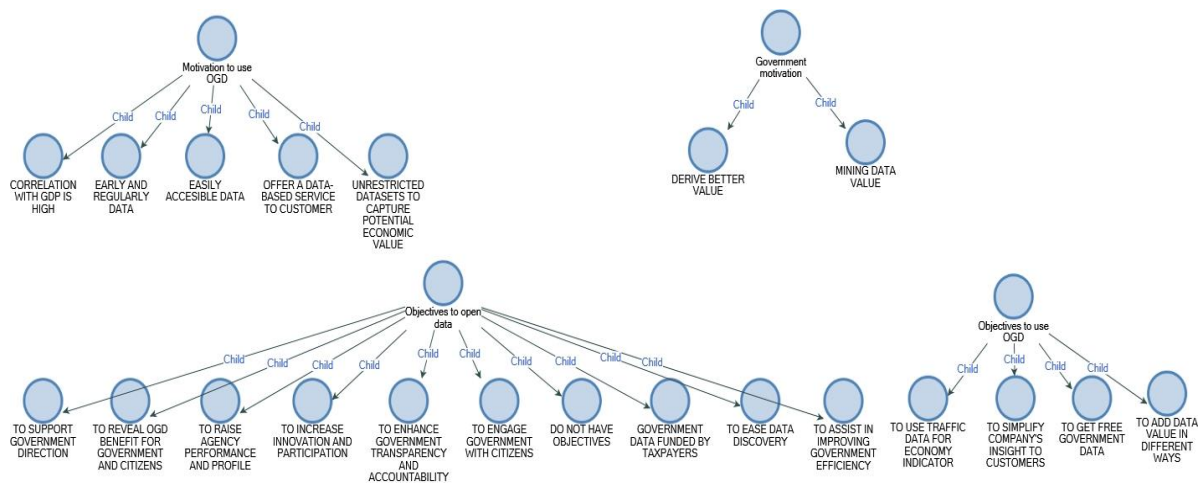 Motivation to use
OGD
Child
Child
Child
Child
Child
CORRELATION
WITH GDP IS
HIGH
EARLY AND
REGULARLY
DATA
EASILY
ACCESIBLE DATA
OFFER A DATA-
BASED SERVICE
TO CUSTOMER
UNRESTRICTED
DATASETS TO
CAPTURE
POTENTIAL
ECONOMIC
VALUE
Government
motivation
Child
Child
DERIVE BETTER
VALUE
MINING DATA
VALUE
Objectives to open
data
Child
Child
Child
Child
Child
Child
Child
Child
Child
Child
TO SUPPORT
GOVERNMENT
DIRECTION
TO REVEAL OGD
BENEFIT FOR
GOVERNMENT
AND CITIZENS
TO RAISE
AGENCY
PERFORMANCE
AND PROFILE
TO INCREASE
INNOVATION AND
PARTICIPATION
TO ENHANCE
GOVERNMENT
TRANSPARENCY
AND
ACCOUNTABILITY
TO ENGAGE
GOVERNMENT
WITH CITIZENS
DO NOT HAVE
OBJECTIVES
GOVERNMENT
DATA FUNDED BY
TAXPAYERS
TO EASE DATA
DISCOVERY
TO ASSIST IN
IMPROVING
GOVERNMENT
EFFICIENCY
Objectives to use
OGD
Child
Child
Child
Child
TO USE TRAFFIC
DATA FOR
ECONOMY
INDICATOR
TO SIMPLIFY
COMPANY'S
INSIGHT TO
CUSTOMERS
TO GET FREE
GOVERNMENT
DATA
TO ADD DATA
VALUE IN
DIFFERENT
WAYS